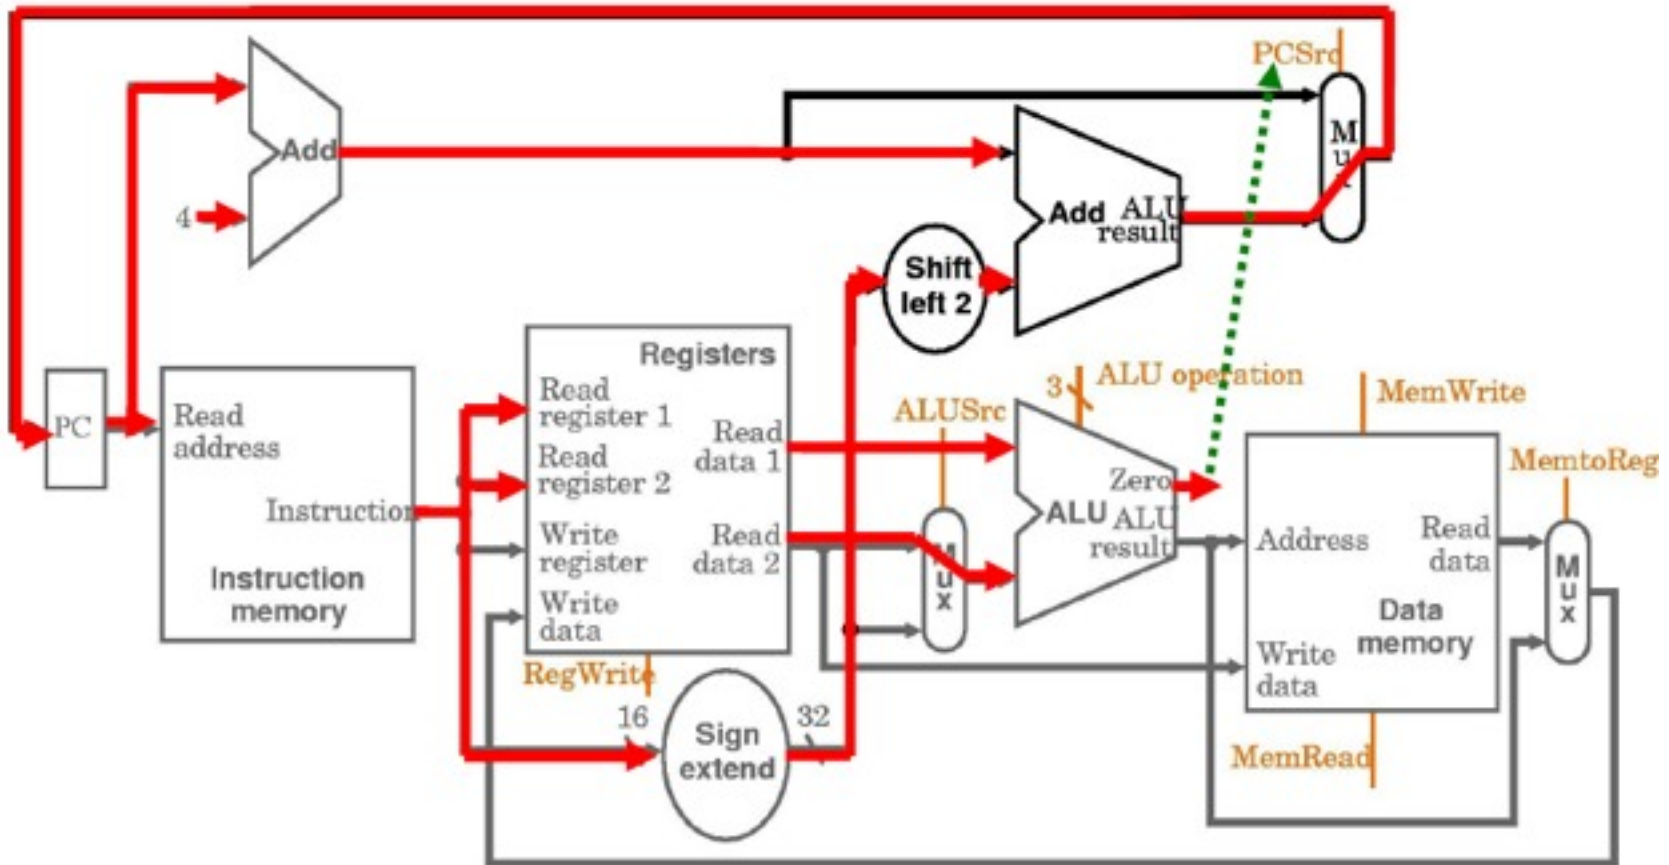 PCSrc
M
u
Add
4
Add
ALU
result
Shift
left 2
PC
Read
address
Instruction
Instruction
memory
Registers
Read
register 1
Read
register 2
Write
register
Write
data
Read
data 1
Read
data 2
RegWrite
16
Sign
extend
32
ALUSrc
M
u
x
3
ALU operation
Zero
ALU
ALU
result
MemWrite
Address
Read
data
Data
memory
Write
data
MemRead
MemtoReg
M
u
x